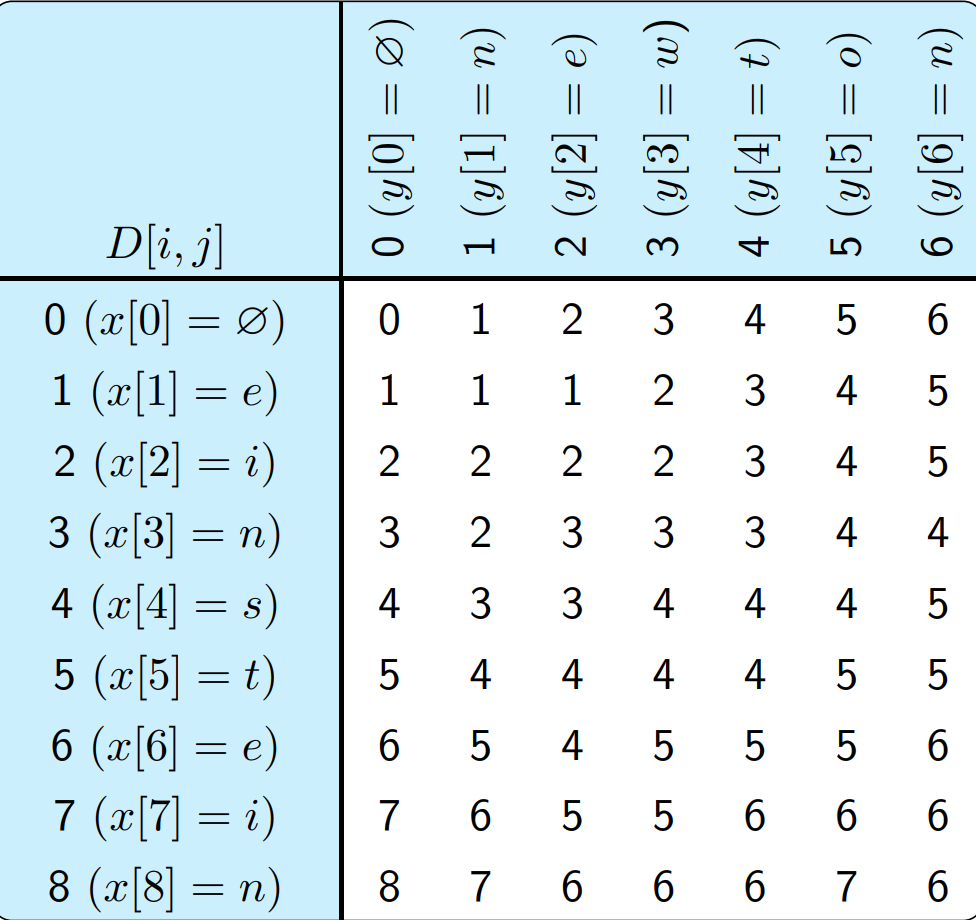 D[i, j] 0 (y[0] = ∅) 1 (y[1] = n) 2 (y[2] = e) 3 (y[3] = w) 4 (y[4] = t) 5 (y[5] = o) 6 (y[6] = n)
0 (x[0] = ∅) 0 1 2 3 4 5 6
1 (x[1] = e) 1 1 1 2 3 4 5
2 (x[2] = i) 2 2 2 2 3 4 5
3 (x[3] = n) 3 2 3 3 3 4 4
4 (x[4] = s) 4 3 3 4 4 4 5
5 (x[5] = t) 5 4 4 4 4 5 5
6 (x[6] = e) 6 5 4 5 5 5 6
7 (x[7] = i) 7 6 5 5 6 6 6
8 (x[8] = n) 8 7 6 6 6 7 6